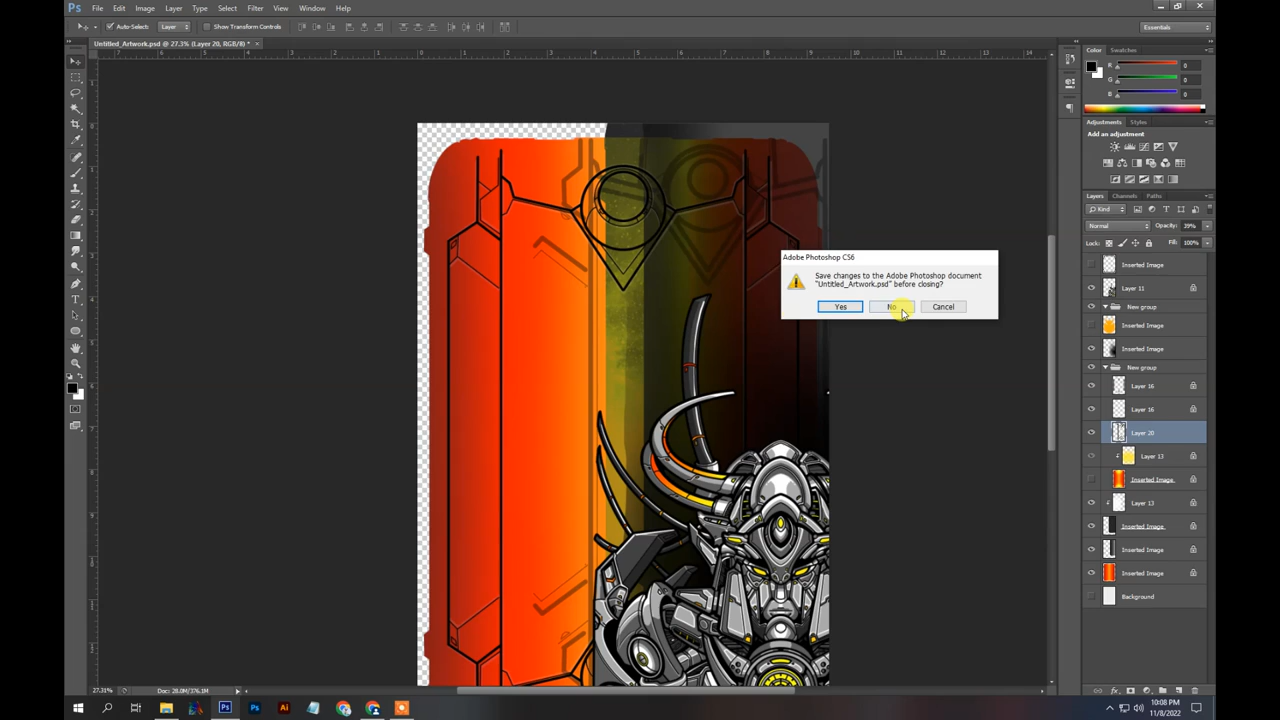 Ps File Edit Image Layer Type Select Filter View Window Help
Auto-Select: Layer Show Transform Controls Essentials
Untitled_Artwork.psd @ 27.3% (Layer 20, RGB/8) * ×
Color Swatches
R 0
G 0
B 0
Adjustments Styles
Add an adjustment
Layers Channels Paths
Kind
Normal Opacity: 39%
Lock: Fill: 100%
Inserted Image
Layer 11
New group
Inserted Image
Inserted Image
New group
Layer 16
Layer 16
Layer 20
Layer 13
Inserted Image
Layer 13
Inserted Image
Inserted Image
Inserted Image
Background
Adobe Photoshop CS6
Save changes to the Adobe Photoshop document
"Untitled_Artwork.psd" before closing?
Yes No Cancel
27.31% Doc: 28.0M/376.1M
10:08 PM
11/8/2022